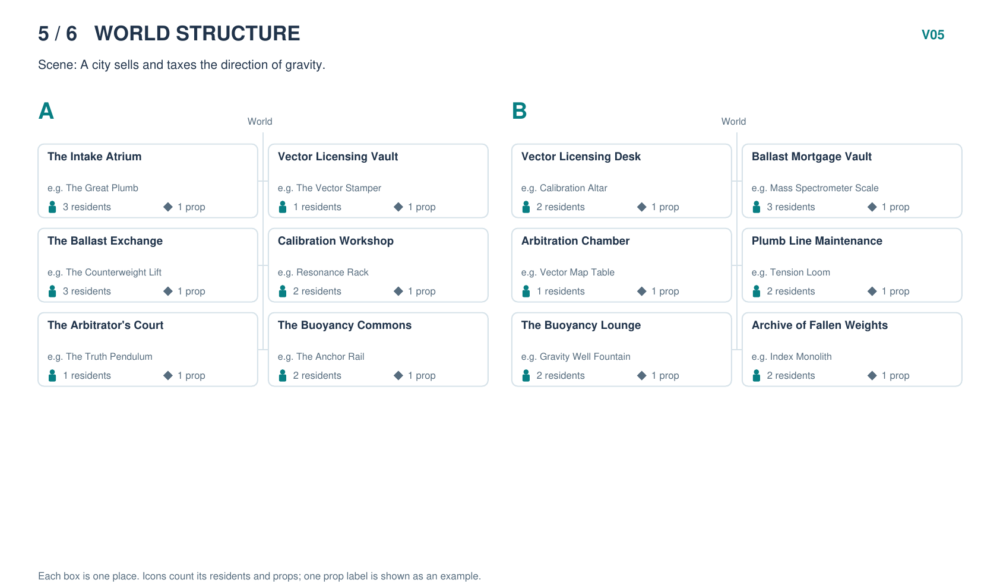 5 / 6 WORLD STRUCTURE
V05
Scene: A city sells and taxes the direction of gravity.
A
World
The Intake Atrium
e.g. The Great Plumb
3 residents 1 prop
Vector Licensing Vault
e.g. The Vector Stamper
1 residents 1 prop
The Ballast Exchange
e.g. The Counterweight Lift
3 residents 1 prop
Calibration Workshop
e.g. Resonance Rack
2 residents 1 prop
The Arbitrator's Court
e.g. The Truth Pendulum
1 residents 1 prop
The Buoyancy Commons
e.g. The Anchor Rail
2 residents 1 prop
B
World
Vector Licensing Desk
e.g. Calibration Altar
2 residents 1 prop
Ballast Mortgage Vault
e.g. Mass Spectrometer Scale
3 residents 1 prop
Arbitration Chamber
e.g. Vector Map Table
1 residents 1 prop
Plumb Line Maintenance
e.g. Tension Loom
2 residents 1 prop
The Buoyancy Lounge
e.g. Gravity Well Fountain
2 residents 1 prop
Archive of Fallen Weights
e.g. Index Monolith
2 residents 1 prop
Each box is one place. Icons count its residents and props; one prop label is shown as an example.